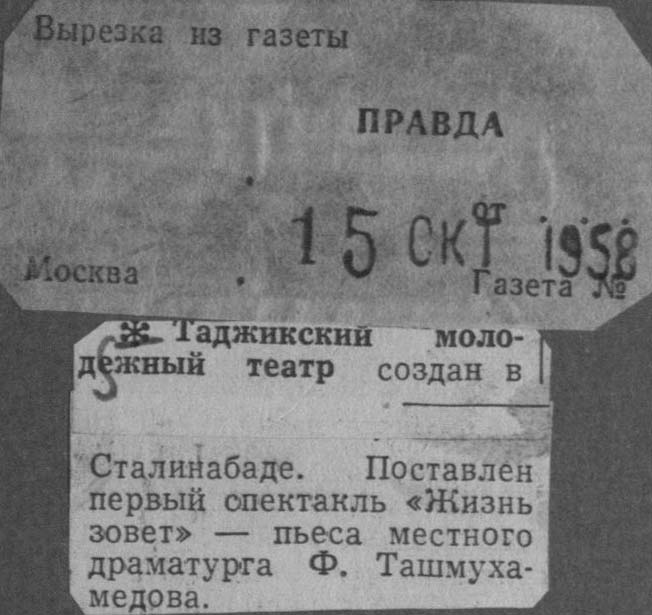 Вырезка из газеты
ПРАВДА
от
15 ОКТ 1958
Москва
Газета №
✻ Таджикский моло-
дежный театр создан в
Сталинабаде. Поставлен
первый спектакль «Жизнь
зовет» — пьеса местного
драматурга Ф. Ташмуха-
медова.